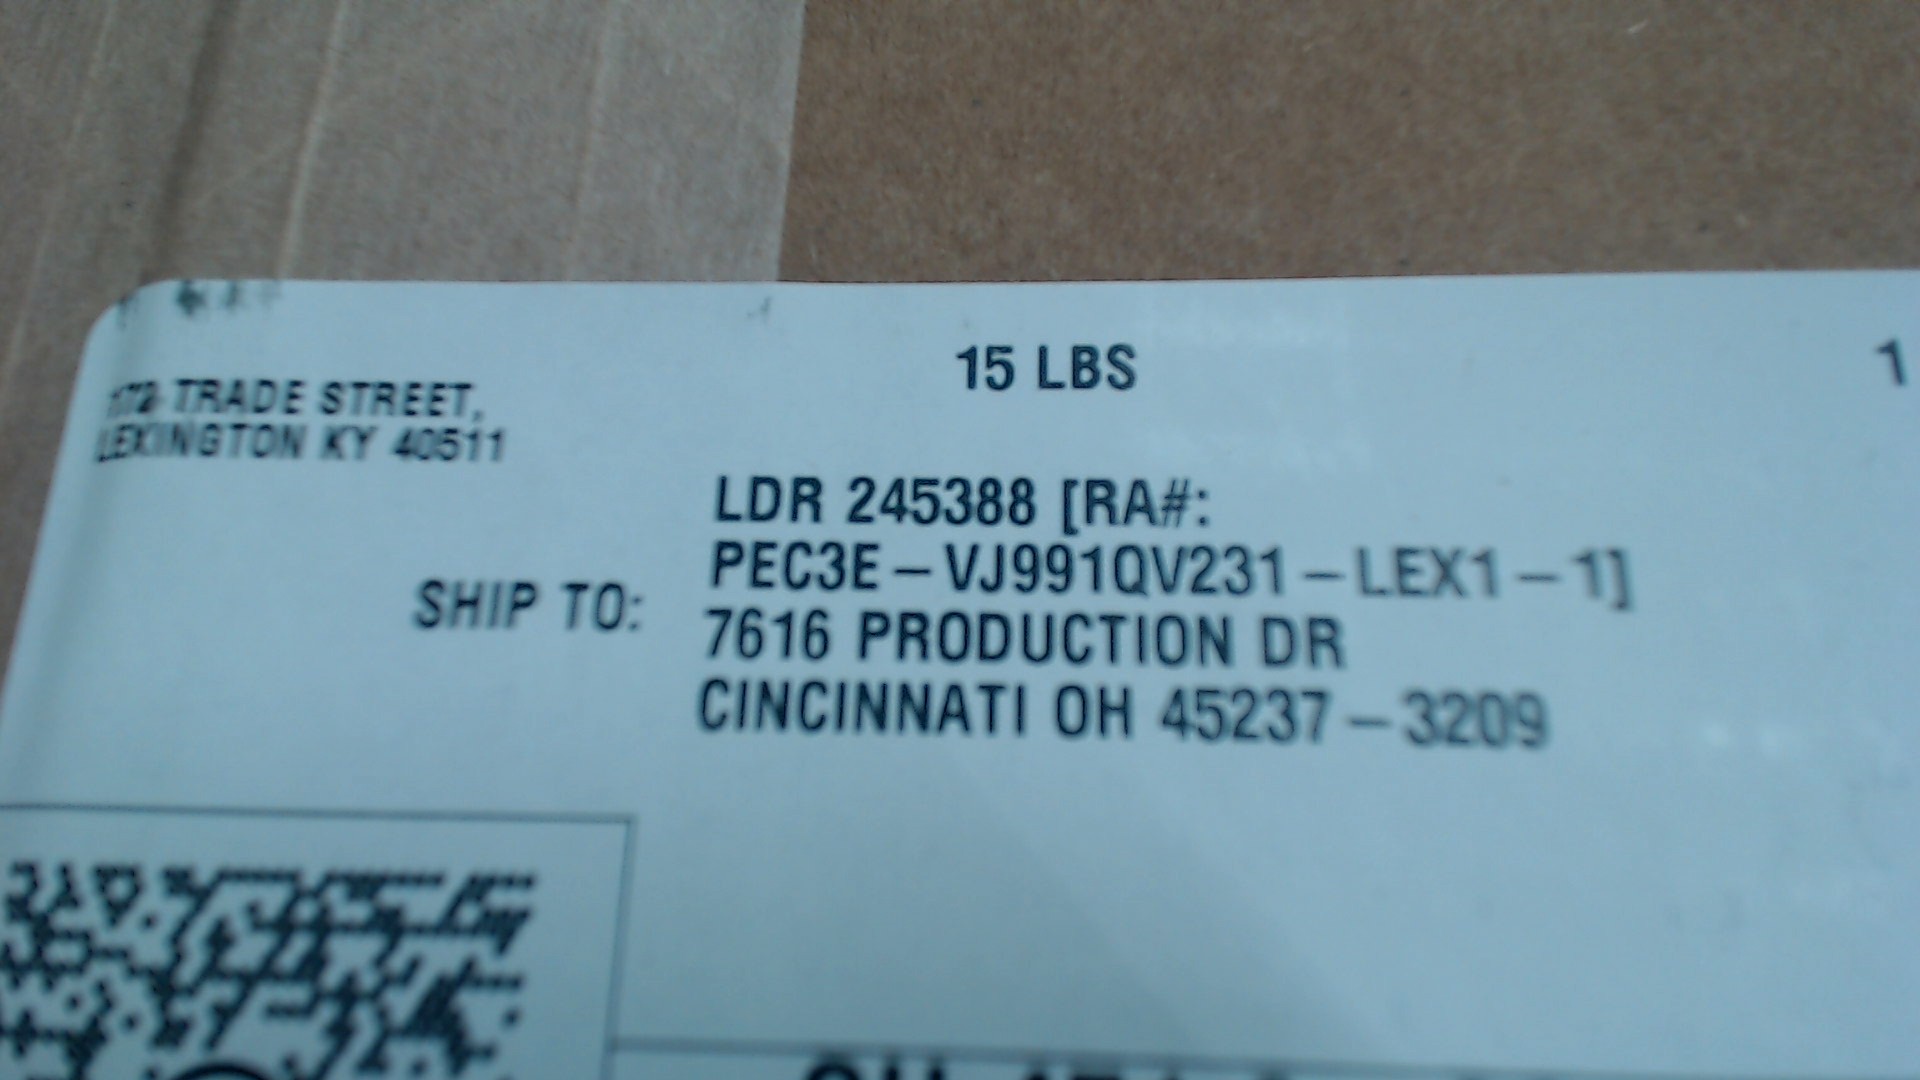 15 LBS
1
TRADE STREET,
LEXINGTON KY 40511
LDR 245388 [RA#:
PEC3E-VJ991QV231-LEX1-1]
SHIP TO:
7616 PRODUCTION DR
CINCINNATI OH 45237-3209